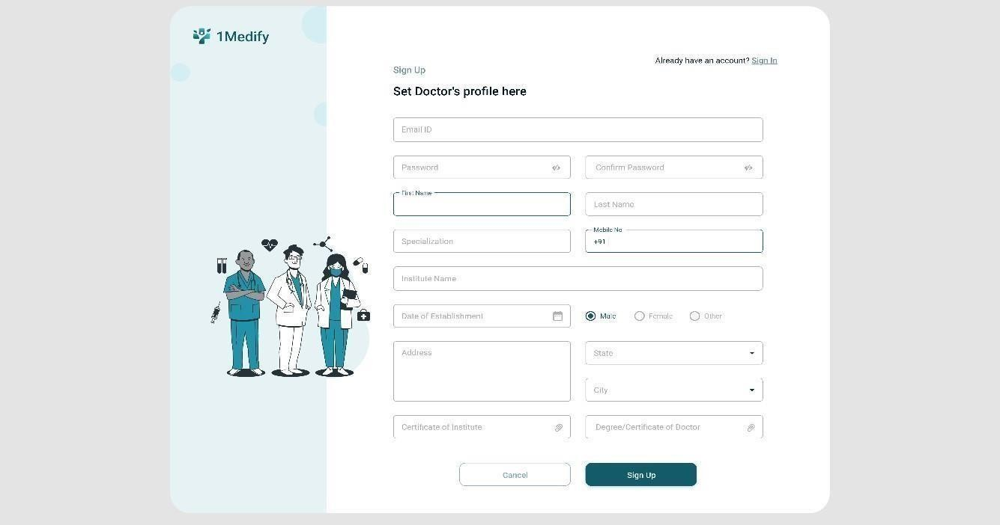 1Medify
Already have an account? Sign In
Sign Up
Set Doctor's profile here
Email ID
Password
Confirm Password
First Name
Last Name
Specialization
Mobile No
+91
Institute Name
Date of Establishment
Male
Female
Other
Address
State
City
Certificate of Institute
Degree/Certificate of Doctor
Cancel
Sign Up